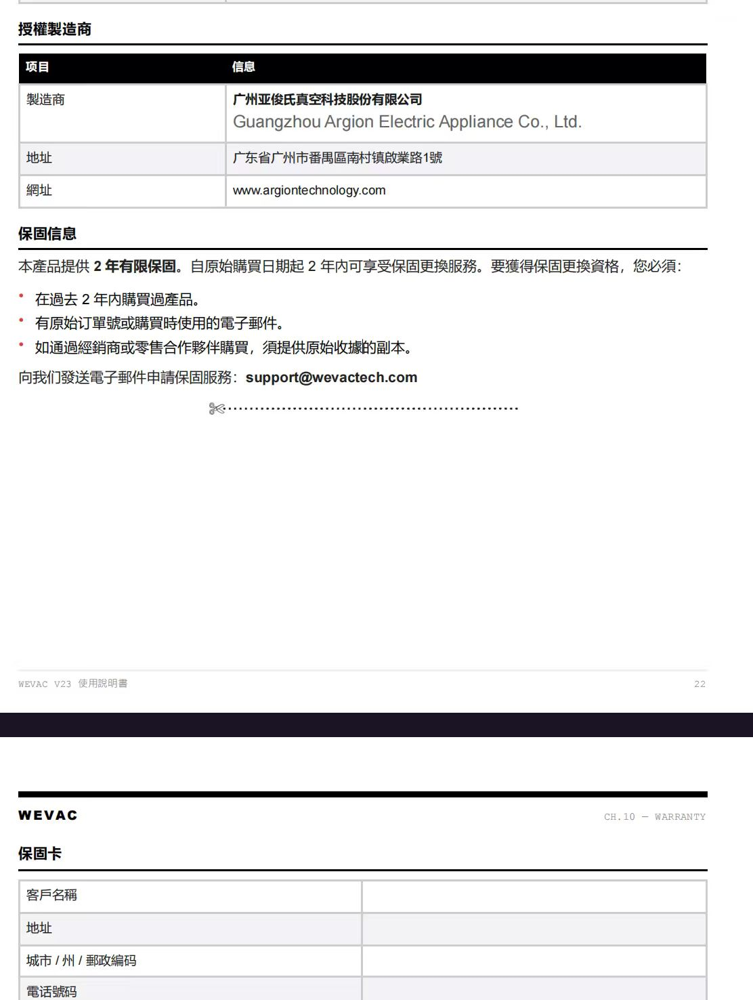 授權製造商
项目 信息
製造商 广州亚俊氏真空科技股份有限公司
Guangzhou Argion Electric Appliance Co., Ltd.
地址 广东省广州市番禺區南村镇啟業路1號
網址 www.argiontechnology.com
保固信息
本產品提供 2 年有限保固。自原始購買日期起 2 年內可享受保固更換服務。要獲得保固更換資格，您必須：
• 在過去 2 年內購買過產品。
• 有原始订單號或購買時使用的電子郵件。
• 如通過經銷商或零售合作夥伴購買，須提供原始收據的副本。
向我们發送電子郵件申請保固服務：support@wevactech.com
WEVAC V23 使用說明書 22
WEVAC CH.10 — WARRANTY
保固卡
客戶名稱
地址
城市 / 州 / 郵政编码
電话號码